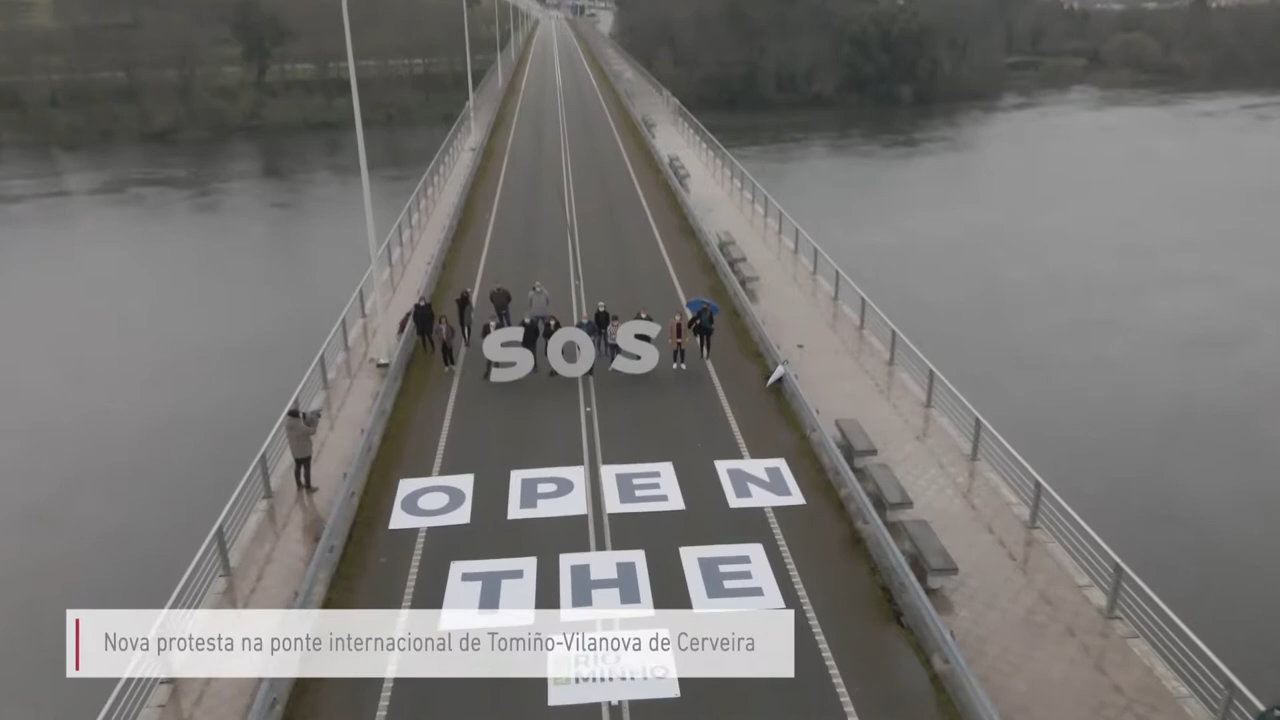 SOS
OPEN
THE
Nova protesta na ponte internacional de Tomiño-Vilanova de Cerveira
RIO
MINHO